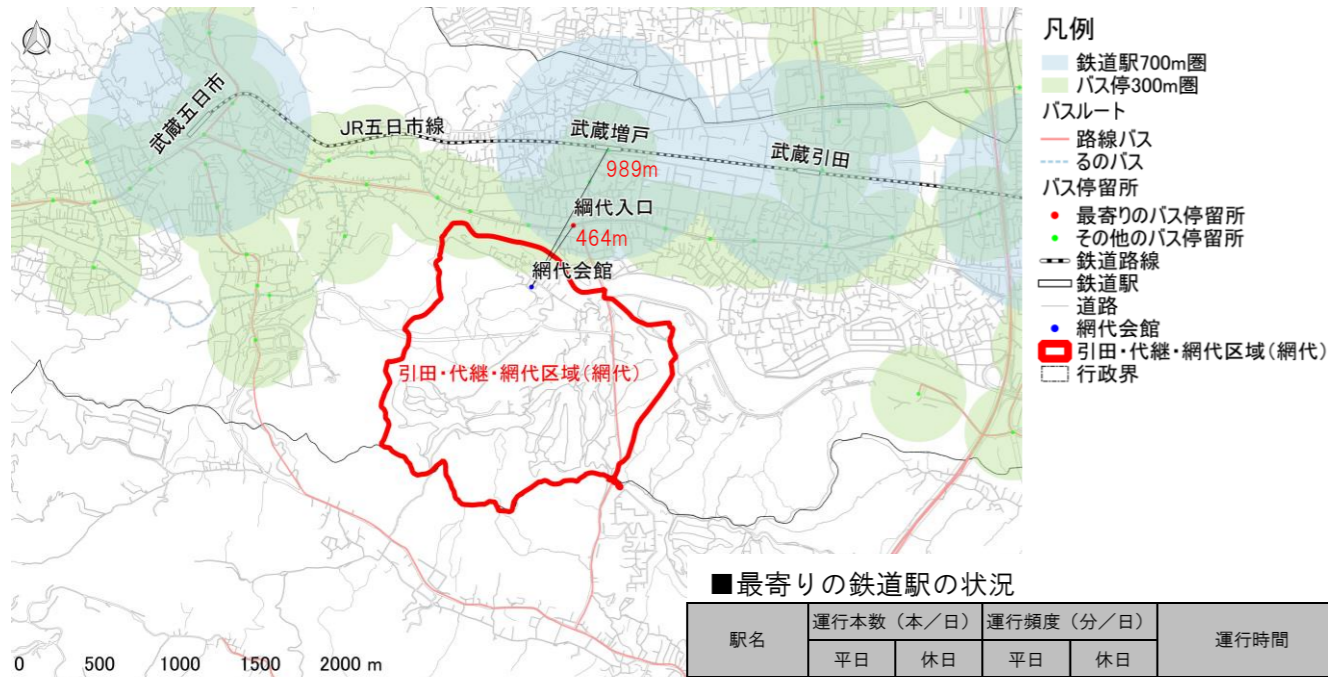 武蔵五日市
JR五日市線
武蔵増戸
武蔵引田
989m
網代入口
464m
網代会館
引田・代継・網代区域(網代)
0 500 1000 1500 2000 m
凡例
鉄道駅700m圏
バス停300m圏
バスルート
路線バス
るのバス
バス停留所
最寄りのバス停留所
その他のバス停留所
鉄道路線
鉄道駅
道路
網代会館
引田・代継・網代区域(網代)
行政界
■最寄りの鉄道駅の状況
駅名 運行本数(本/日) 運行頻度(分/日) 運行時間
平日 休日 平日 休日